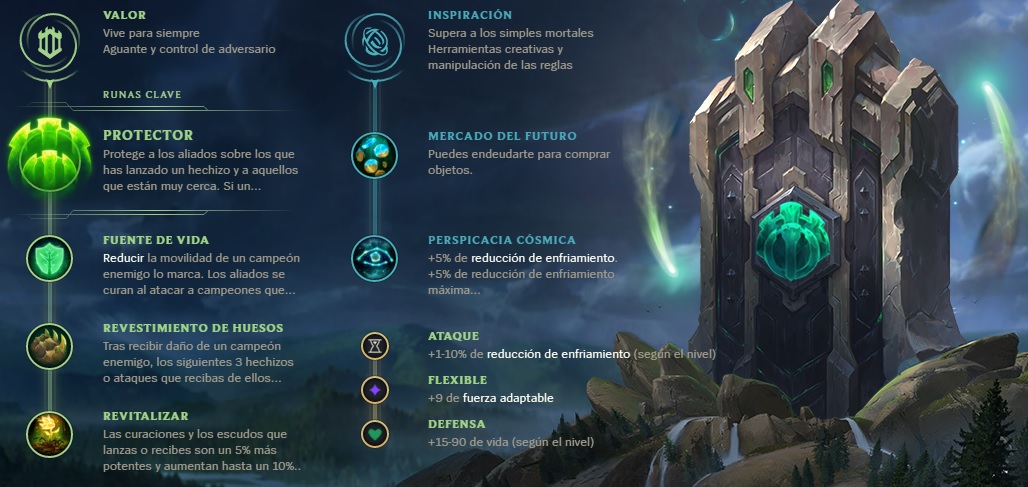 VALOR
Vive para siempre
Aguante y control de adversario
RUNAS CLAVE
PROTECTOR
Protege a los aliados sobre los que
has lanzado un hechizo y a aquellos
que están muy cerca. Si un...
FUENTE DE VIDA
Reducir la movilidad de un campeón
enemigo lo marca. Los aliados se
curan al atacar a campeones que...
REVESTIMIENTO DE HUESOS
Tras recibir daño de un campeón
enemigo, los siguientes 3 hechizos
o ataques que recibas de ellos...
REVITALIZAR
Las curaciones y los escudos que
lanzas o recibes son un 5% más
potentes y aumentan hasta un 10%..
INSPIRACIÓN
Supera a los simples mortales
Herramientas creativas y
manipulación de las reglas
MERCADO DEL FUTURO
Puedes endeudarte para comprar
objetos.
PERSPICACIA CÓSMICA
+5% de reducción de enfriamiento.
+5% de reducción de enfriamiento
máxima...
ATAQUE
+1-10% de reducción de enfriamiento (según el nivel)
FLEXIBLE
+9 de fuerza adaptable
DEFENSA
+15-90 de vida (según el nivel)